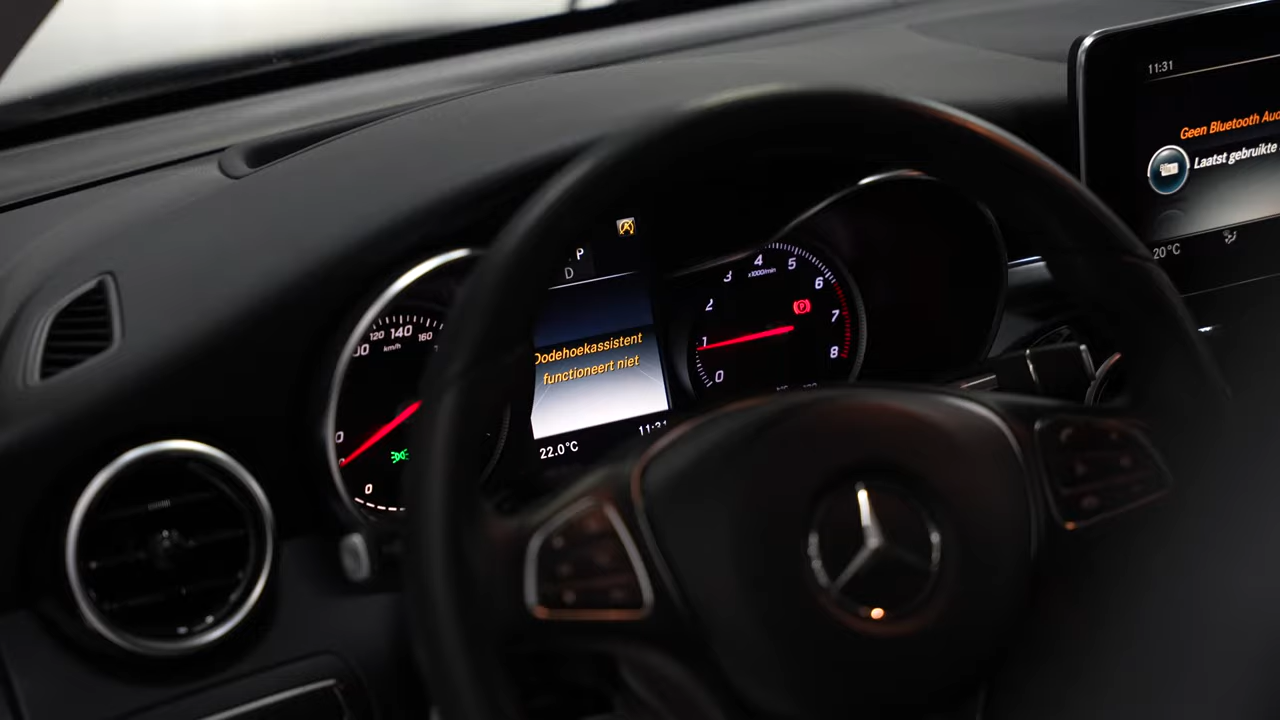 11:31
Geen Bluetooth Aud
Laatst gebruikte
20°C
P
D
Dodehoekassistent
functioneert niet
22.0°C
11:31
120 140 160
km/h
0
0 1 2 3 4 5 6 7 8
x1000/min